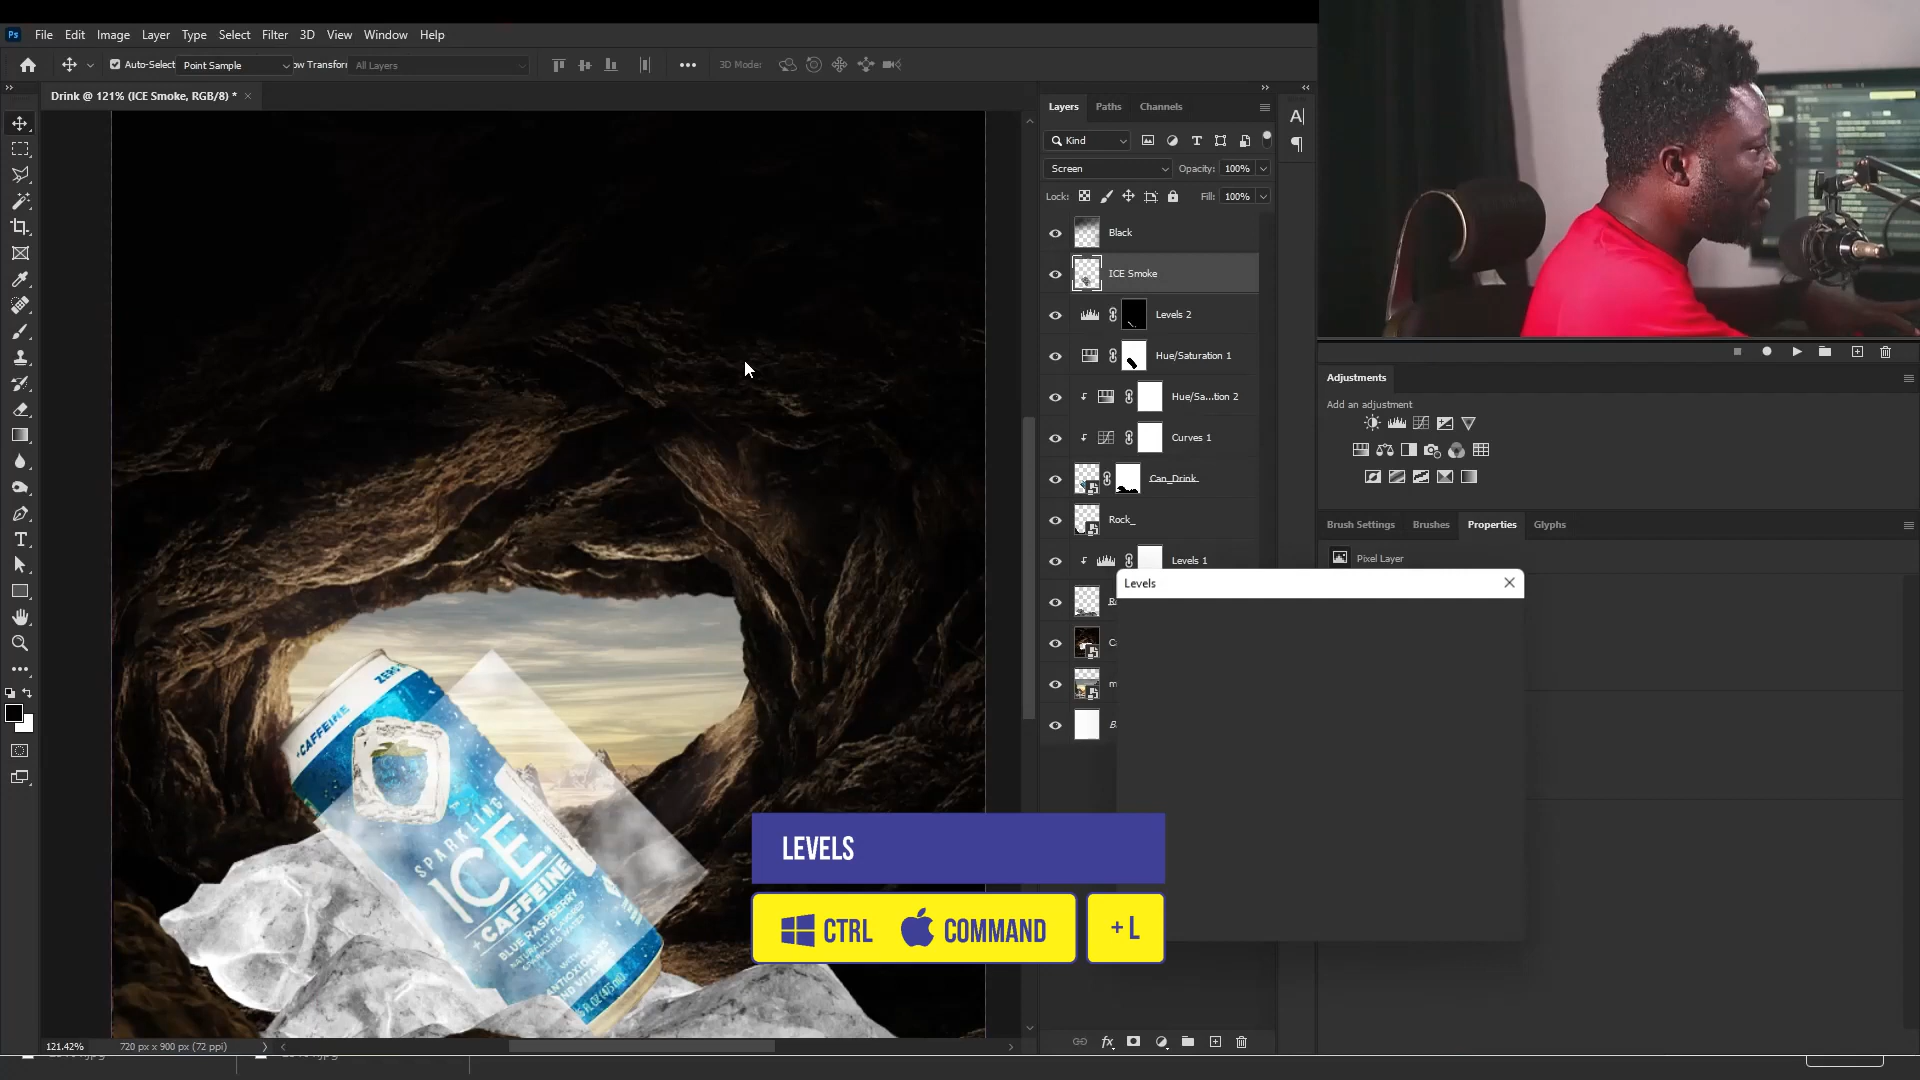 Ps File Edit Image Layer Type Select Filter 3D View Window Help
Auto-Select Point Sample ow Transform All Layers 3D Mode:
Drink @ 121% (ICE Smoke, RGB/8) *
Layers Paths Channels
Kind
Screen Opacity: 100%
Lock: Fill: 100%
Black
ICE Smoke
Levels 2
Hue/Saturation 1
Hue/Sa...tion 2
Curves 1
Can_Drink
Rock_
Levels 1
R
C
m
B
Adjustments
Add an adjustment
Brush Settings Brushes Properties Glyphs
Pixel Layer
Levels
ZERO
+CAFFEINE
SPARKLING
ICE
+CAFFEINE
BLUE RASPBERRY
NATURALLY FLAVORED
SPARKLING WATER
WITH
ANTIOXIDANTS
AND VITAMINS
LEVELS
CTRL COMMAND + L
121.42% 720 px x 900 px (72 ppi)